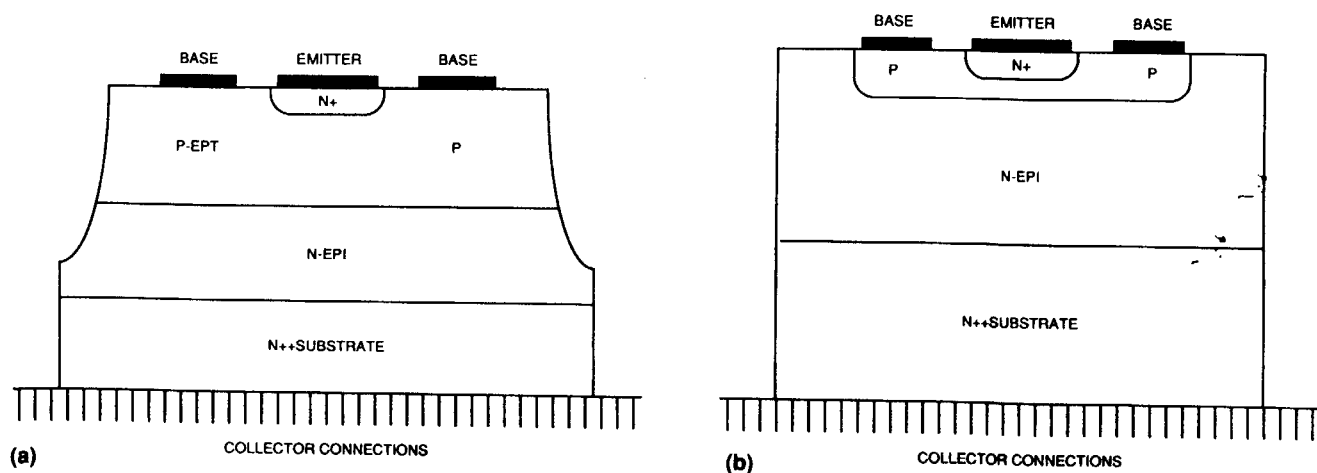 BASE EMITTER BASE
N+
P-EPT P
N-EPI
N++SUBSTRATE
COLLECTOR CONNECTIONS
(a)
BASE EMITTER BASE
P N+ P
N-EPI
N++SUBSTRATE
COLLECTOR CONNECTIONS
(b)